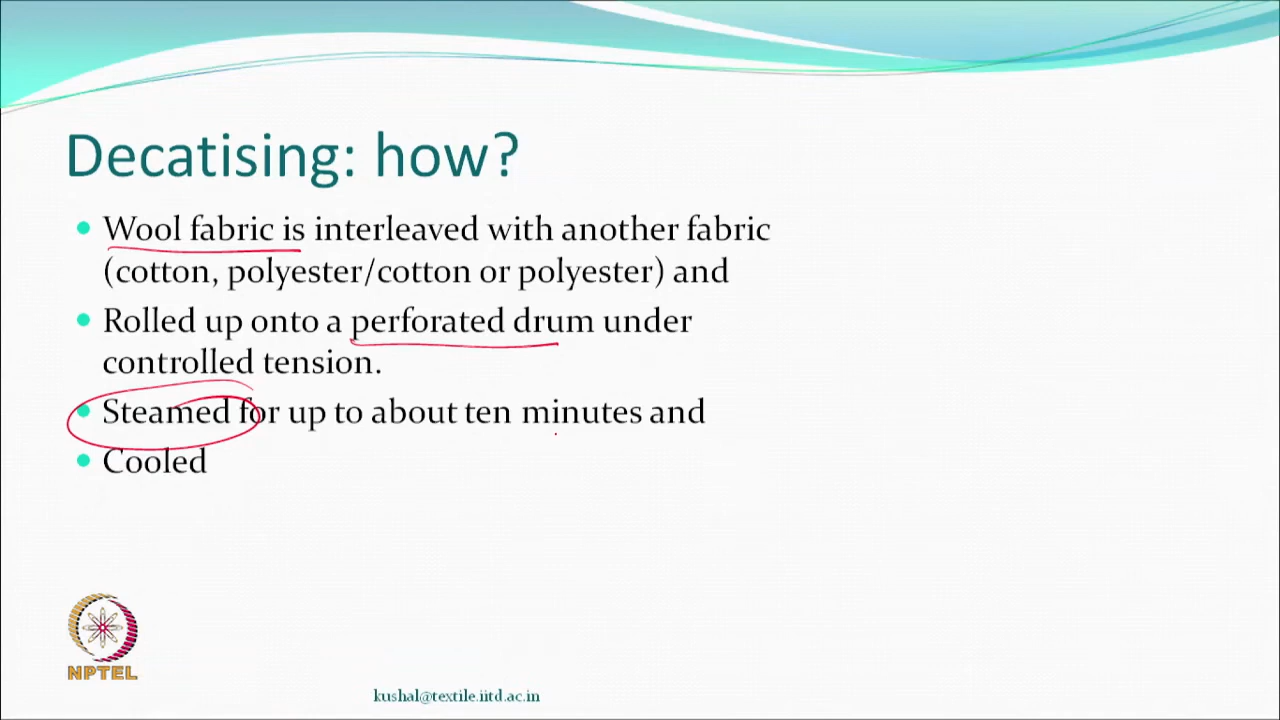 Decatising: how?
Wool fabric is interleaved with another fabric
(cotton, polyester/cotton or polyester) and
Rolled up onto a perforated drum under
controlled tension.
Steamed for up to about ten minutes and
Cooled
NPTEL
kushal@textile.iitd.ac.in